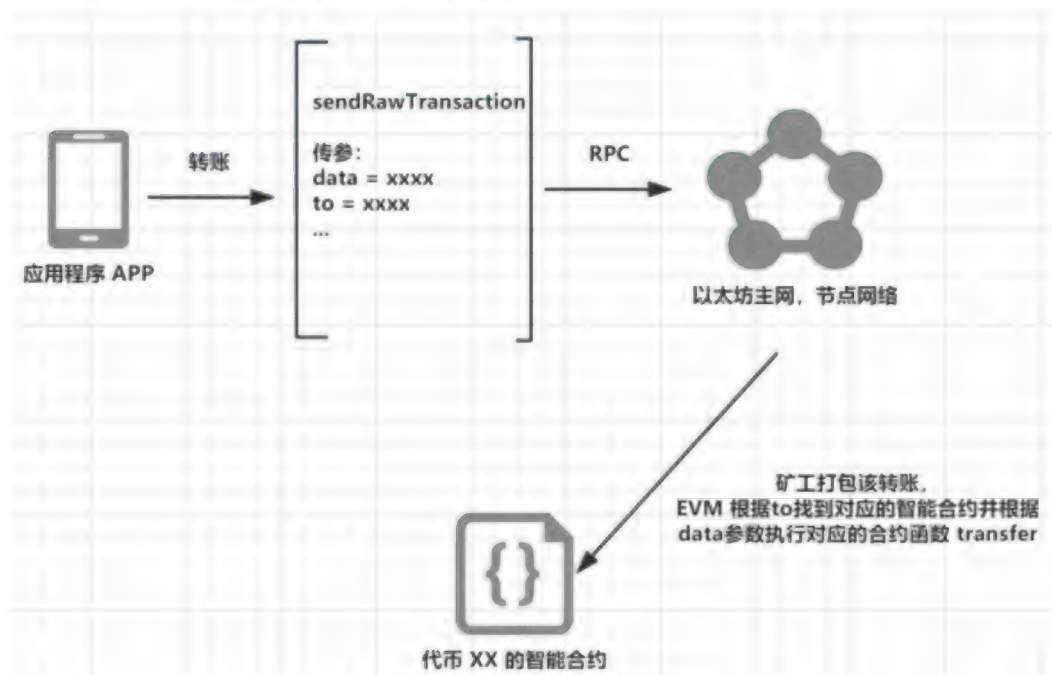 转账
sendRawTransaction
传参：
data = xxxx
to = xxxx
...
RPC
应用程序 APP
以太坊主网，节点网络
矿工打包该转账，
EVM 根据to找到对应的智能合约并根据
data参数执行对应的合约函数 transfer
{}
代币 XX 的智能合约